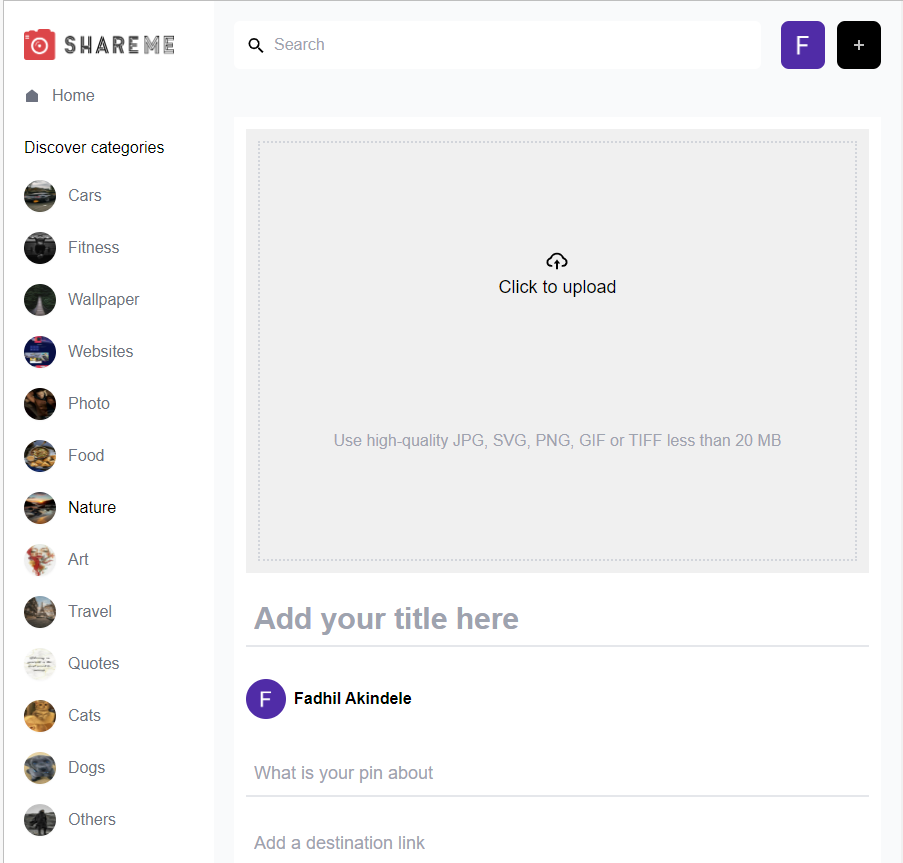 SHAREME
Search
F
+
Home
Discover categories
Cars
Fitness
Wallpaper
Websites
Photo
Food
Nature
Art
Travel
Quotes
Cats
Dogs
Others
Click to upload
Use high-quality JPG, SVG, PNG, GIF or TIFF less than 20 MB
Add your title here
F Fadhil Akindele
What is your pin about
Add a destination link